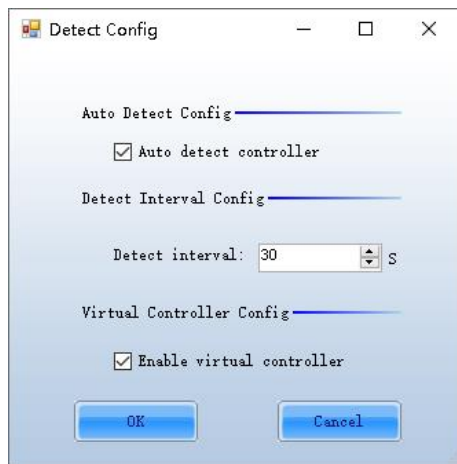 Detect Config
Auto Detect Config
Auto detect controller
Detect Interval Config
Detect interval: 30 S
Virtual Controller Config
Enable virtual controller
OK Cancel